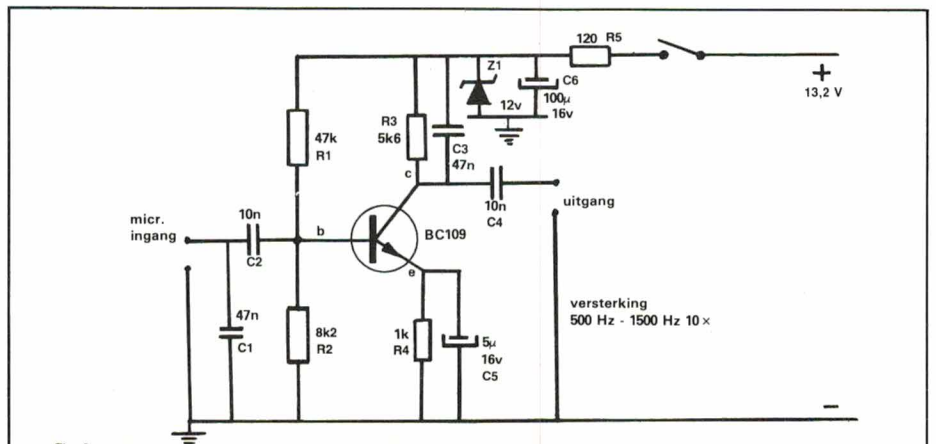 120 R5
Z1
C6
+
13,2 V
100µ
16v
12v
R3
5k6
47k
R1
C3
47n
c
10n
C4
uitgang
micr.
ingang
10n
C2
b
BC109
e
47n
C1
8k2
R2
1k
R4
5µ
16v
C5
versterking
500 Hz - 1500 Hz 10 ×
−